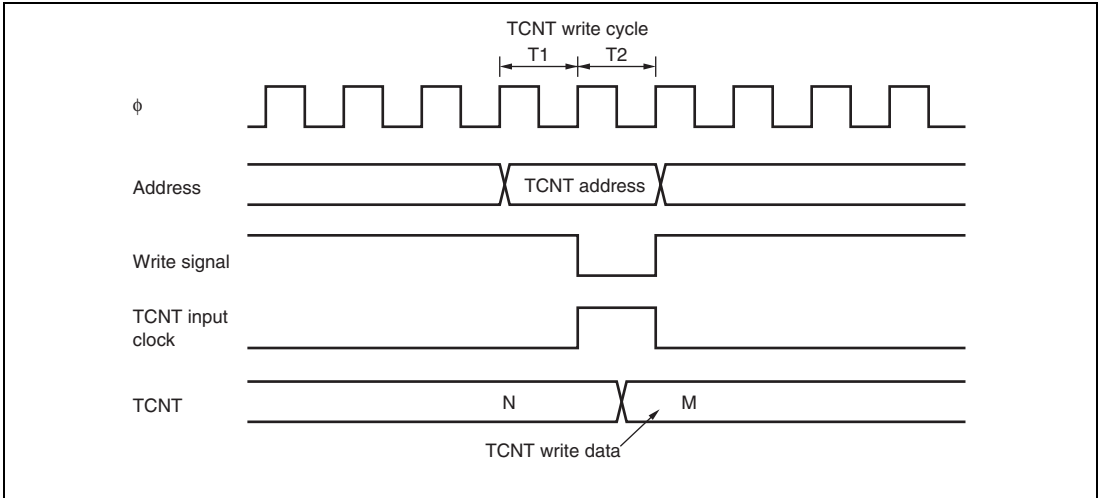 TCNT write cycle
T1 T2
ϕ
Address
TCNT address
Write signal
TCNT input
clock
TCNT
N
M
TCNT write data